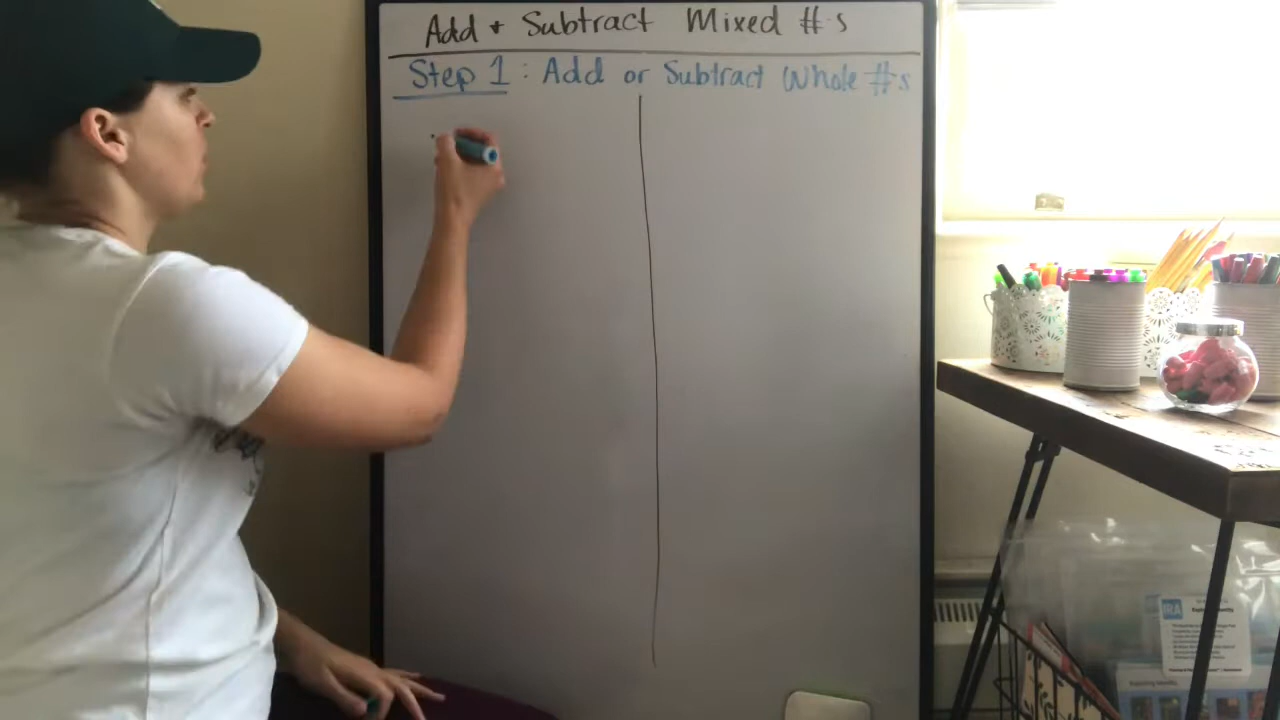 Add + Subtract Mixed #s
Step 1: Add or Subtract Whole #s